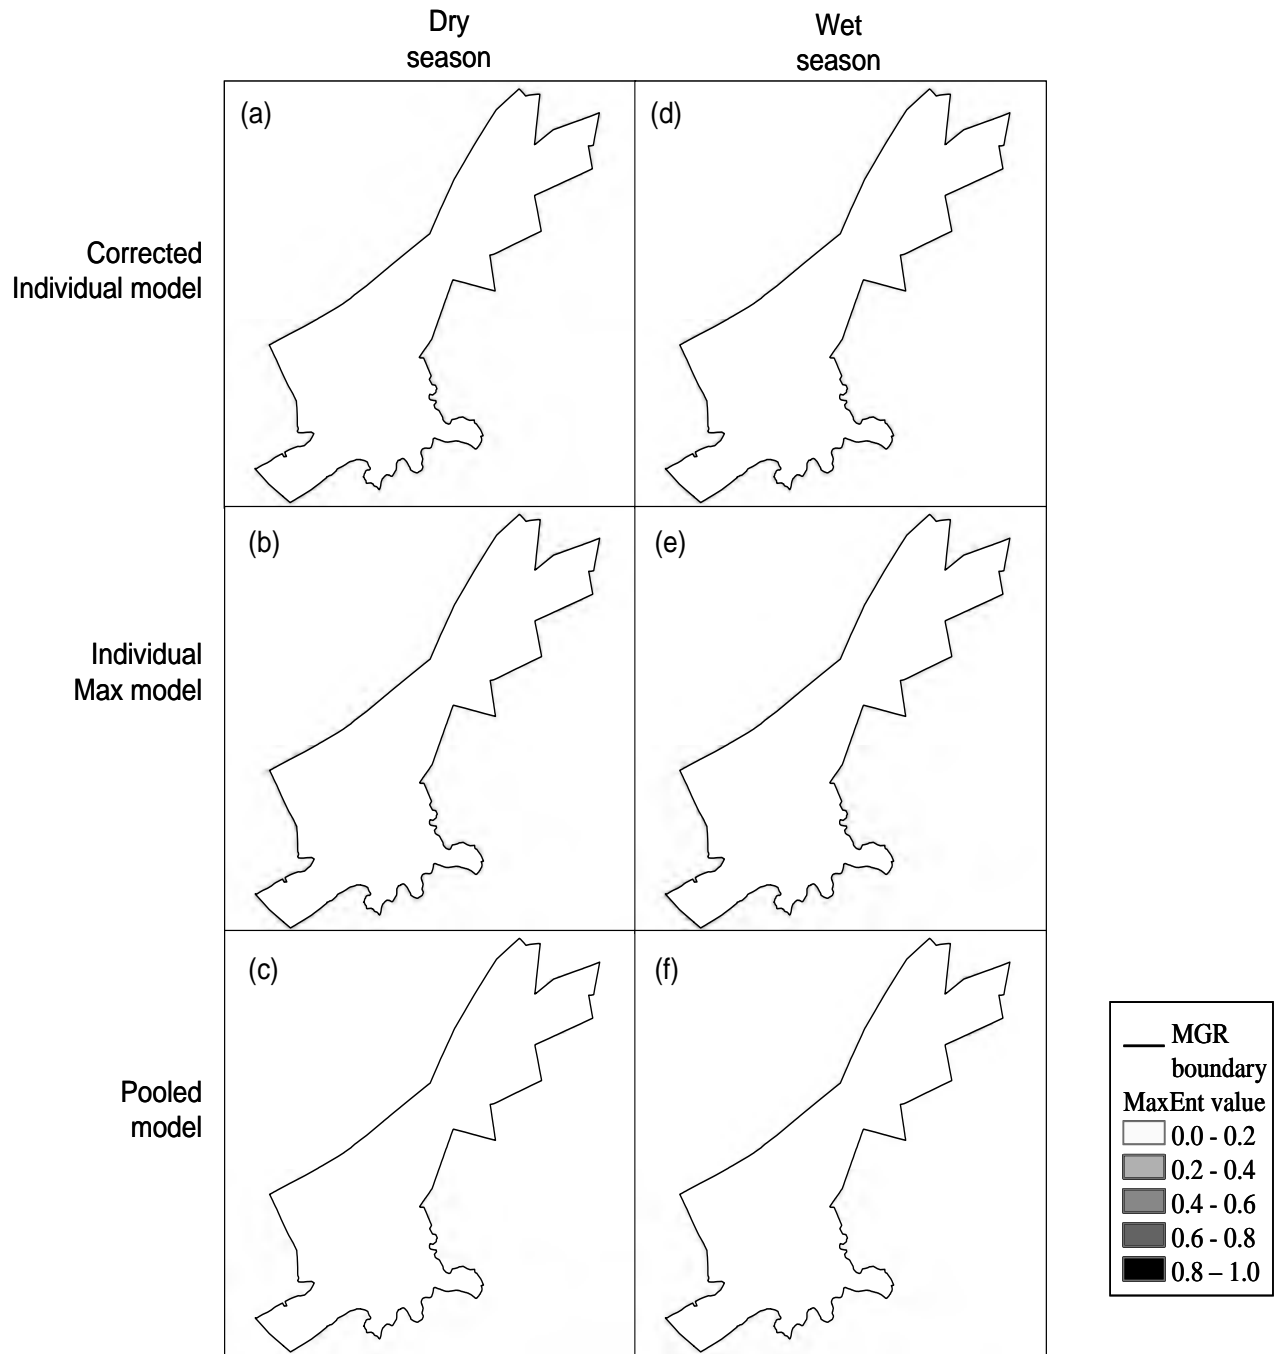 Dry
season
Wet
season
(a)
(d)
Corrected
Individual model
(b)
(e)
Individual
Max model
(c)
(f)
Pooled
model
MGR
boundary
MaxEnt value
0.0 - 0.2
0.2 - 0.4
0.4 - 0.6
0.6 - 0.8
0.8 – 1.0